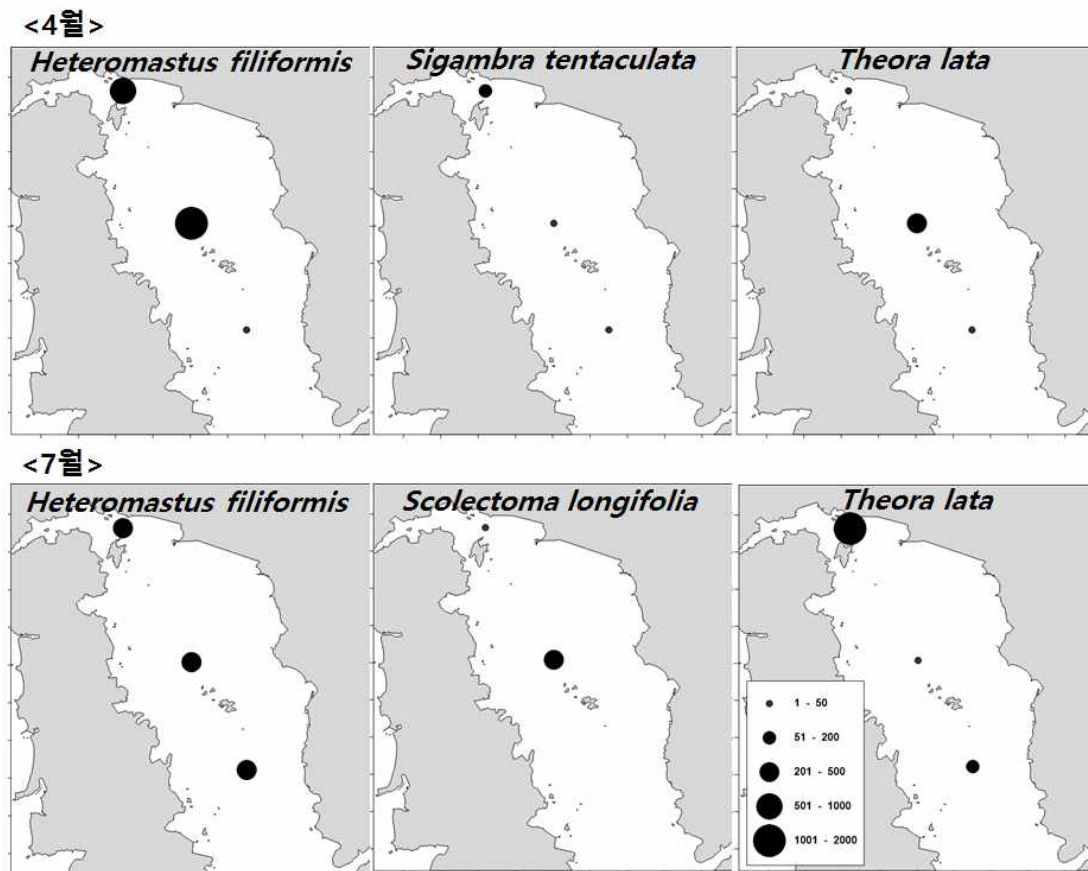 <4월>
Heteromastus filiformis Sigambra tentaculata Theora lata
<7월>
Heteromastus filiformis Scolectoma longifolia Theora lata
1 - 50
51 - 200
201 - 500
501 - 1000
1001 - 2000